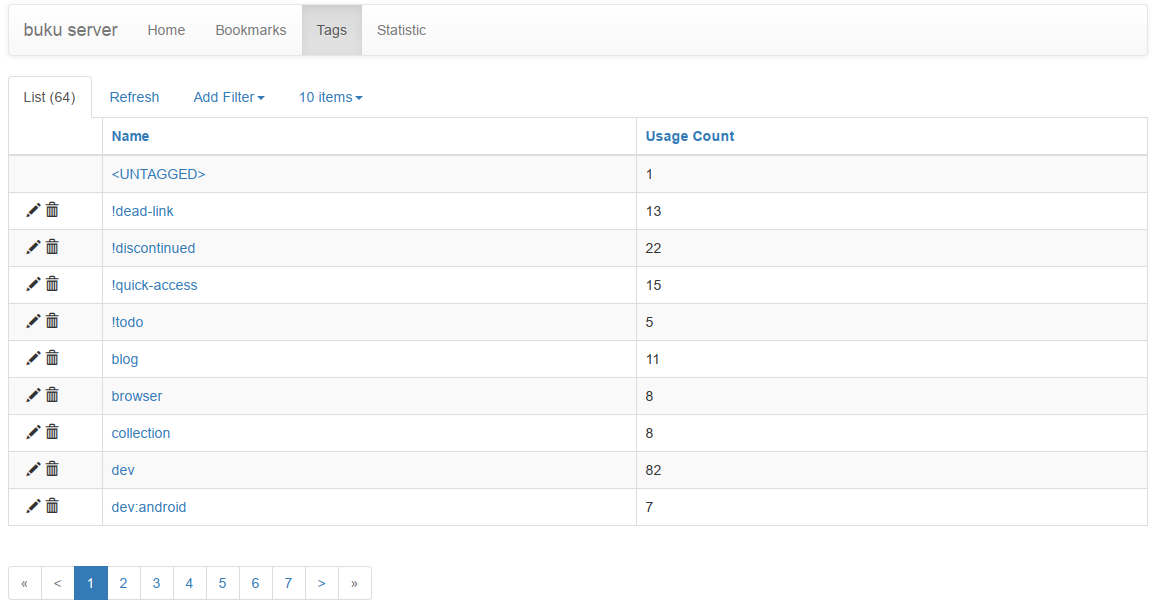 buku server Home Bookmarks Tags Statistic
List (64) Refresh Add Filter 10 items
Name Usage Count
<UNTAGGED> 1
!dead-link 13
!discontinued 22
!quick-access 15
!todo 5
blog 11
browser 8
collection 8
dev 82
dev:android 7
« < 1 2 3 4 5 6 7 > »